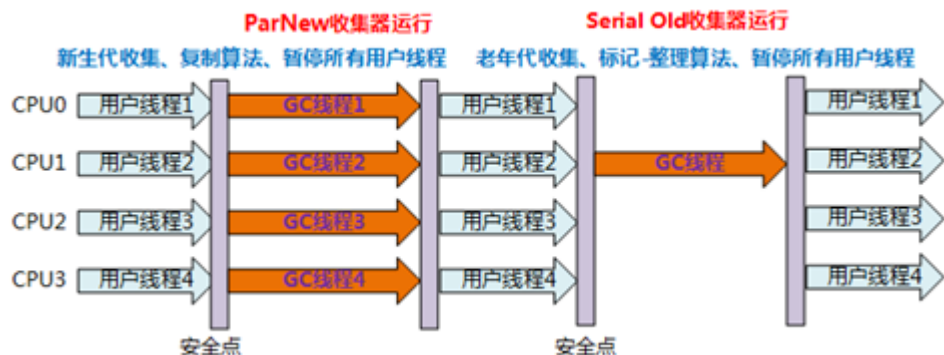 ParNew收集器运行 Serial Old收集器运行
新生代收集、复制算法、暂停所有用户线程 老年代收集、标记-整理算法、暂停所有用户线程
CPU0 用户线程1 GC线程1 用户线程1 用户线程1
CPU1 用户线程2 GC线程2 用户线程2 GC线程 用户线程2
CPU2 用户线程3 GC线程3 用户线程3 用户线程3
CPU3 用户线程4 GC线程4 用户线程4 用户线程4
安全点 安全点